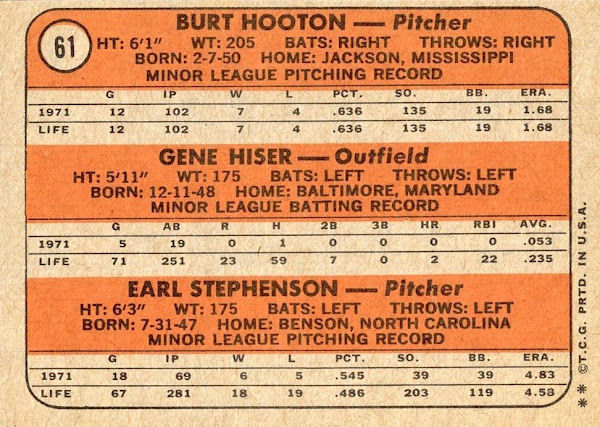 61
BURT HOOTON — Pitcher
HT: 6'1" WT: 205 BATS: RIGHT THROWS: RIGHT
BORN: 2-7-50 HOME: JACKSON, MISSISSIPPI
MINOR LEAGUE PITCHING RECORD
G IP W L PCT. SO. BB. ERA.
1971 12 102 7 4 .636 135 19 1.68
LIFE 12 102 7 4 .636 135 19 1.68
GENE HISER — Outfield
HT: 5'11" WT: 175 BATS: LEFT THROWS: LEFT
BORN: 12-11-48 HOME: BALTIMORE, MARYLAND
MINOR LEAGUE BATTING RECORD
G AB R H 2B 3B HR RBI AVG.
1971 5 19 0 1 0 0 0 0 .053
LIFE 71 251 23 59 7 0 2 22 .235
EARL STEPHENSON — Pitcher
HT: 6'3" WT: 175 BATS: LEFT THROWS: LEFT
BORN: 7-31-47 HOME: BENSON, NORTH CAROLINA
MINOR LEAGUE PITCHING RECORD
G IP W L PCT. SO. BB. ERA.
1971 18 69 6 5 .545 39 39 4.83
LIFE 67 281 18 19 .486 203 119 4.58
** ©T.C.G. PRTD. IN U.S.A.